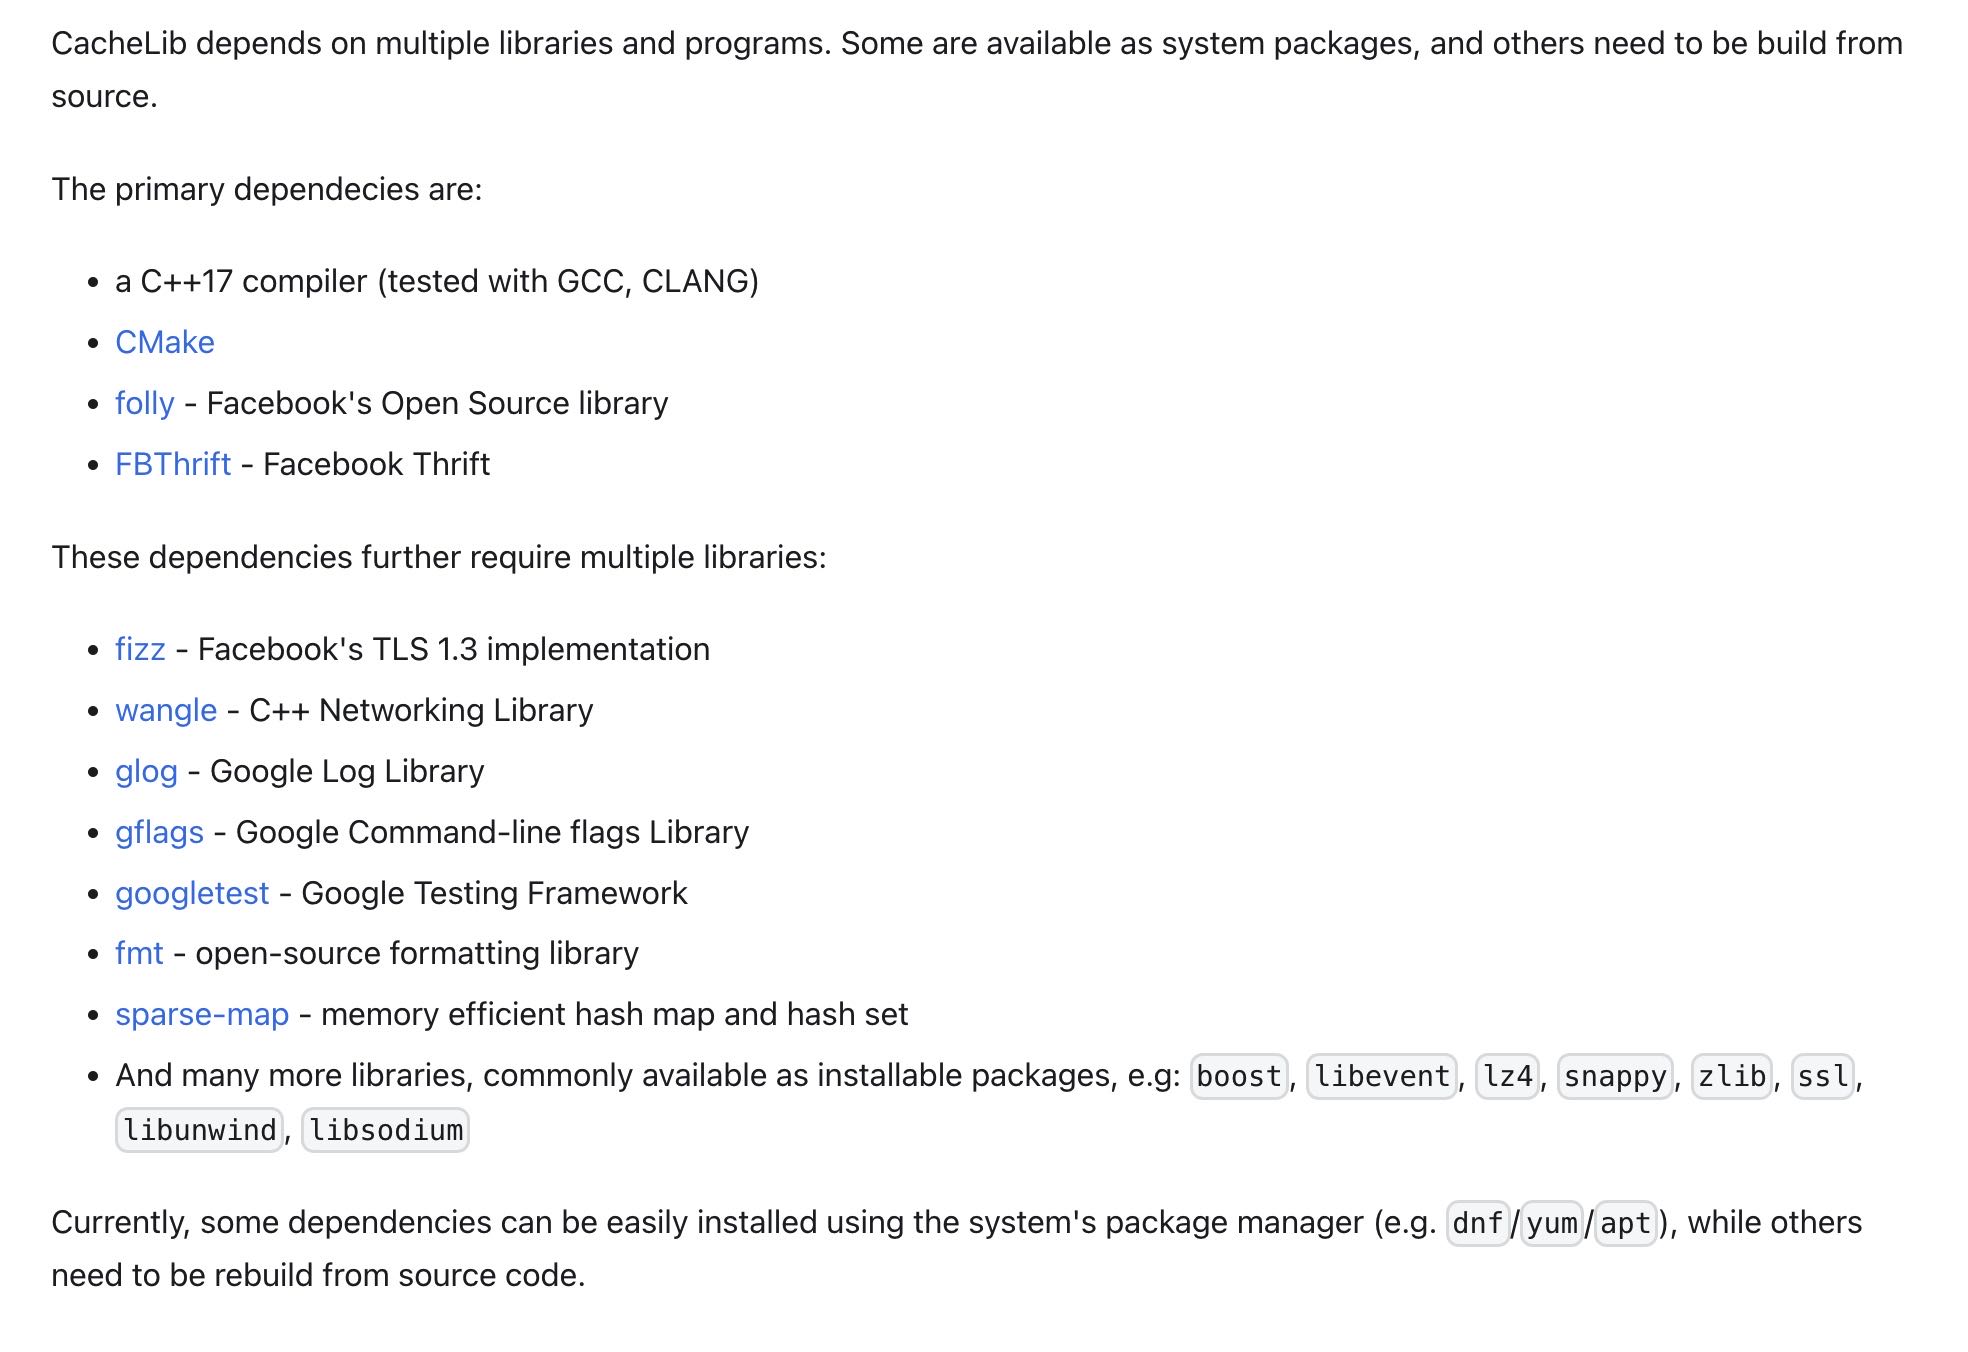 CacheLib depends on multiple libraries and programs. Some are available as system packages, and others need to be build from
source.
The primary dependecies are:
• a C++17 compiler (tested with GCC, CLANG)
• CMake
• folly - Facebook's Open Source library
• FBThrift - Facebook Thrift
These dependencies further require multiple libraries:
• fizz - Facebook's TLS 1.3 implementation
• wangle - C++ Networking Library
• glog - Google Log Library
• gflags - Google Command-line flags Library
• googletest - Google Testing Framework
• fmt - open-source formatting library
• sparse-map - memory efficient hash map and hash set
• And many more libraries, commonly available as installable packages, e.g: boost, libevent, lz4, snappy, zlib, ssl,
libunwind, libsodium
Currently, some dependencies can be easily installed using the system's package manager (e.g. dnf/yum/apt), while others
need to be rebuild from source code.